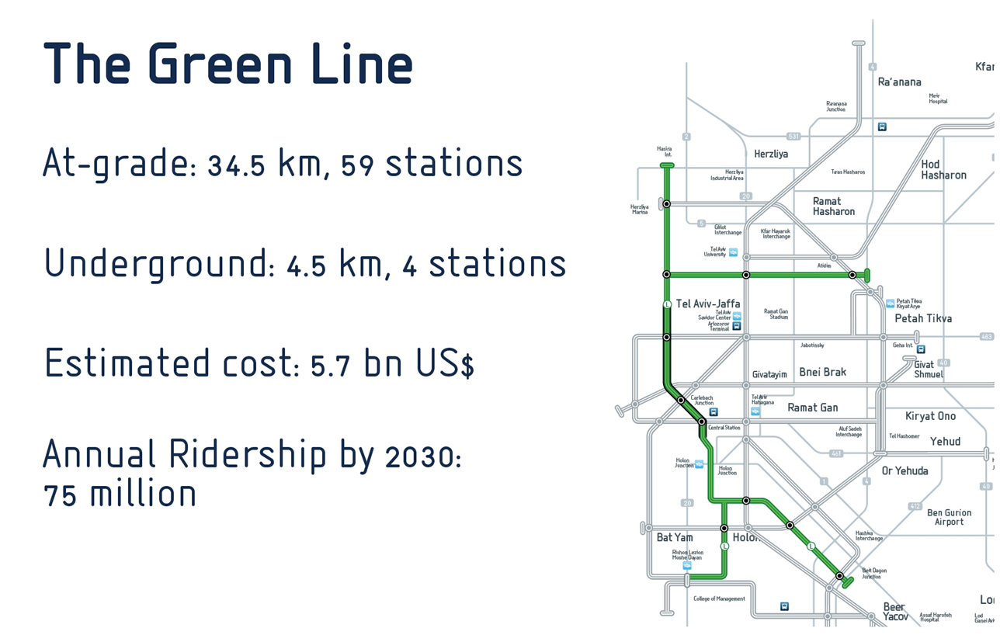 The Green Line
At-grade: 34.5 km, 59 stations
Underground: 4.5 km, 4 stations
Estimated cost: 5.7 bn US$
Annual Ridership by 2030:
75 million
4
Ra'anana
Kfar
Meir
Hospital
Ra'anana
Junction
2
531
Hasira
Int.
Herzliya
Hod
Hasharon
Herzliya
Industrial Area
Taras Hasharon
20
Herzliya
Marina
Ramat
Hasharon
5
Glilot
Interchange
Kfar Hayarok
Interchange
Tel Aviv
University
Atidim
L
Tel Aviv-Jaffa
Tel Aviv
Savidor Center
Arlozorov
Terminal
Ramat Gan
Stadium
Petah Tikva
Kiryat Arye
Petah Tikva
483
Jabotinsky
Geha Int.
Givatayim
Bnei Brak
Givat
Shmuel
40
Carlebach
Junction
Tel Aviv
Hahagana
Ramat Gan
Kiryot Ono
Central Station
Aluf Sadeh
Interchange
Tel Hashomer
Yehud
461
Holon
Junction
Holon
Junction
Or Yehuda
1
4
40
20
412
Ben Gurion
Airport
Bat Yam
Holon
Hashiva
Interchange
Rishon Lezion
Moshe Dayan
L
L
Beit Dagon
Junction
College of Management
Beer
Yacov
Assaf Harofeh
Hospital
Lo
Lod
Ganei Av